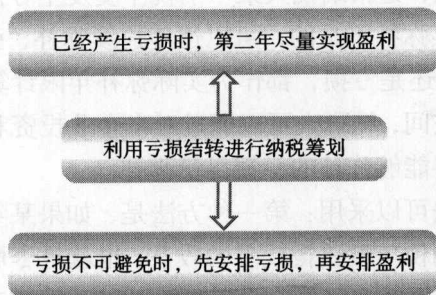 已经产生亏损时，第二年尽量实现盈利
利用亏损结转进行纳税筹划
亏损不可避免时，先安排亏损，再安排盈利